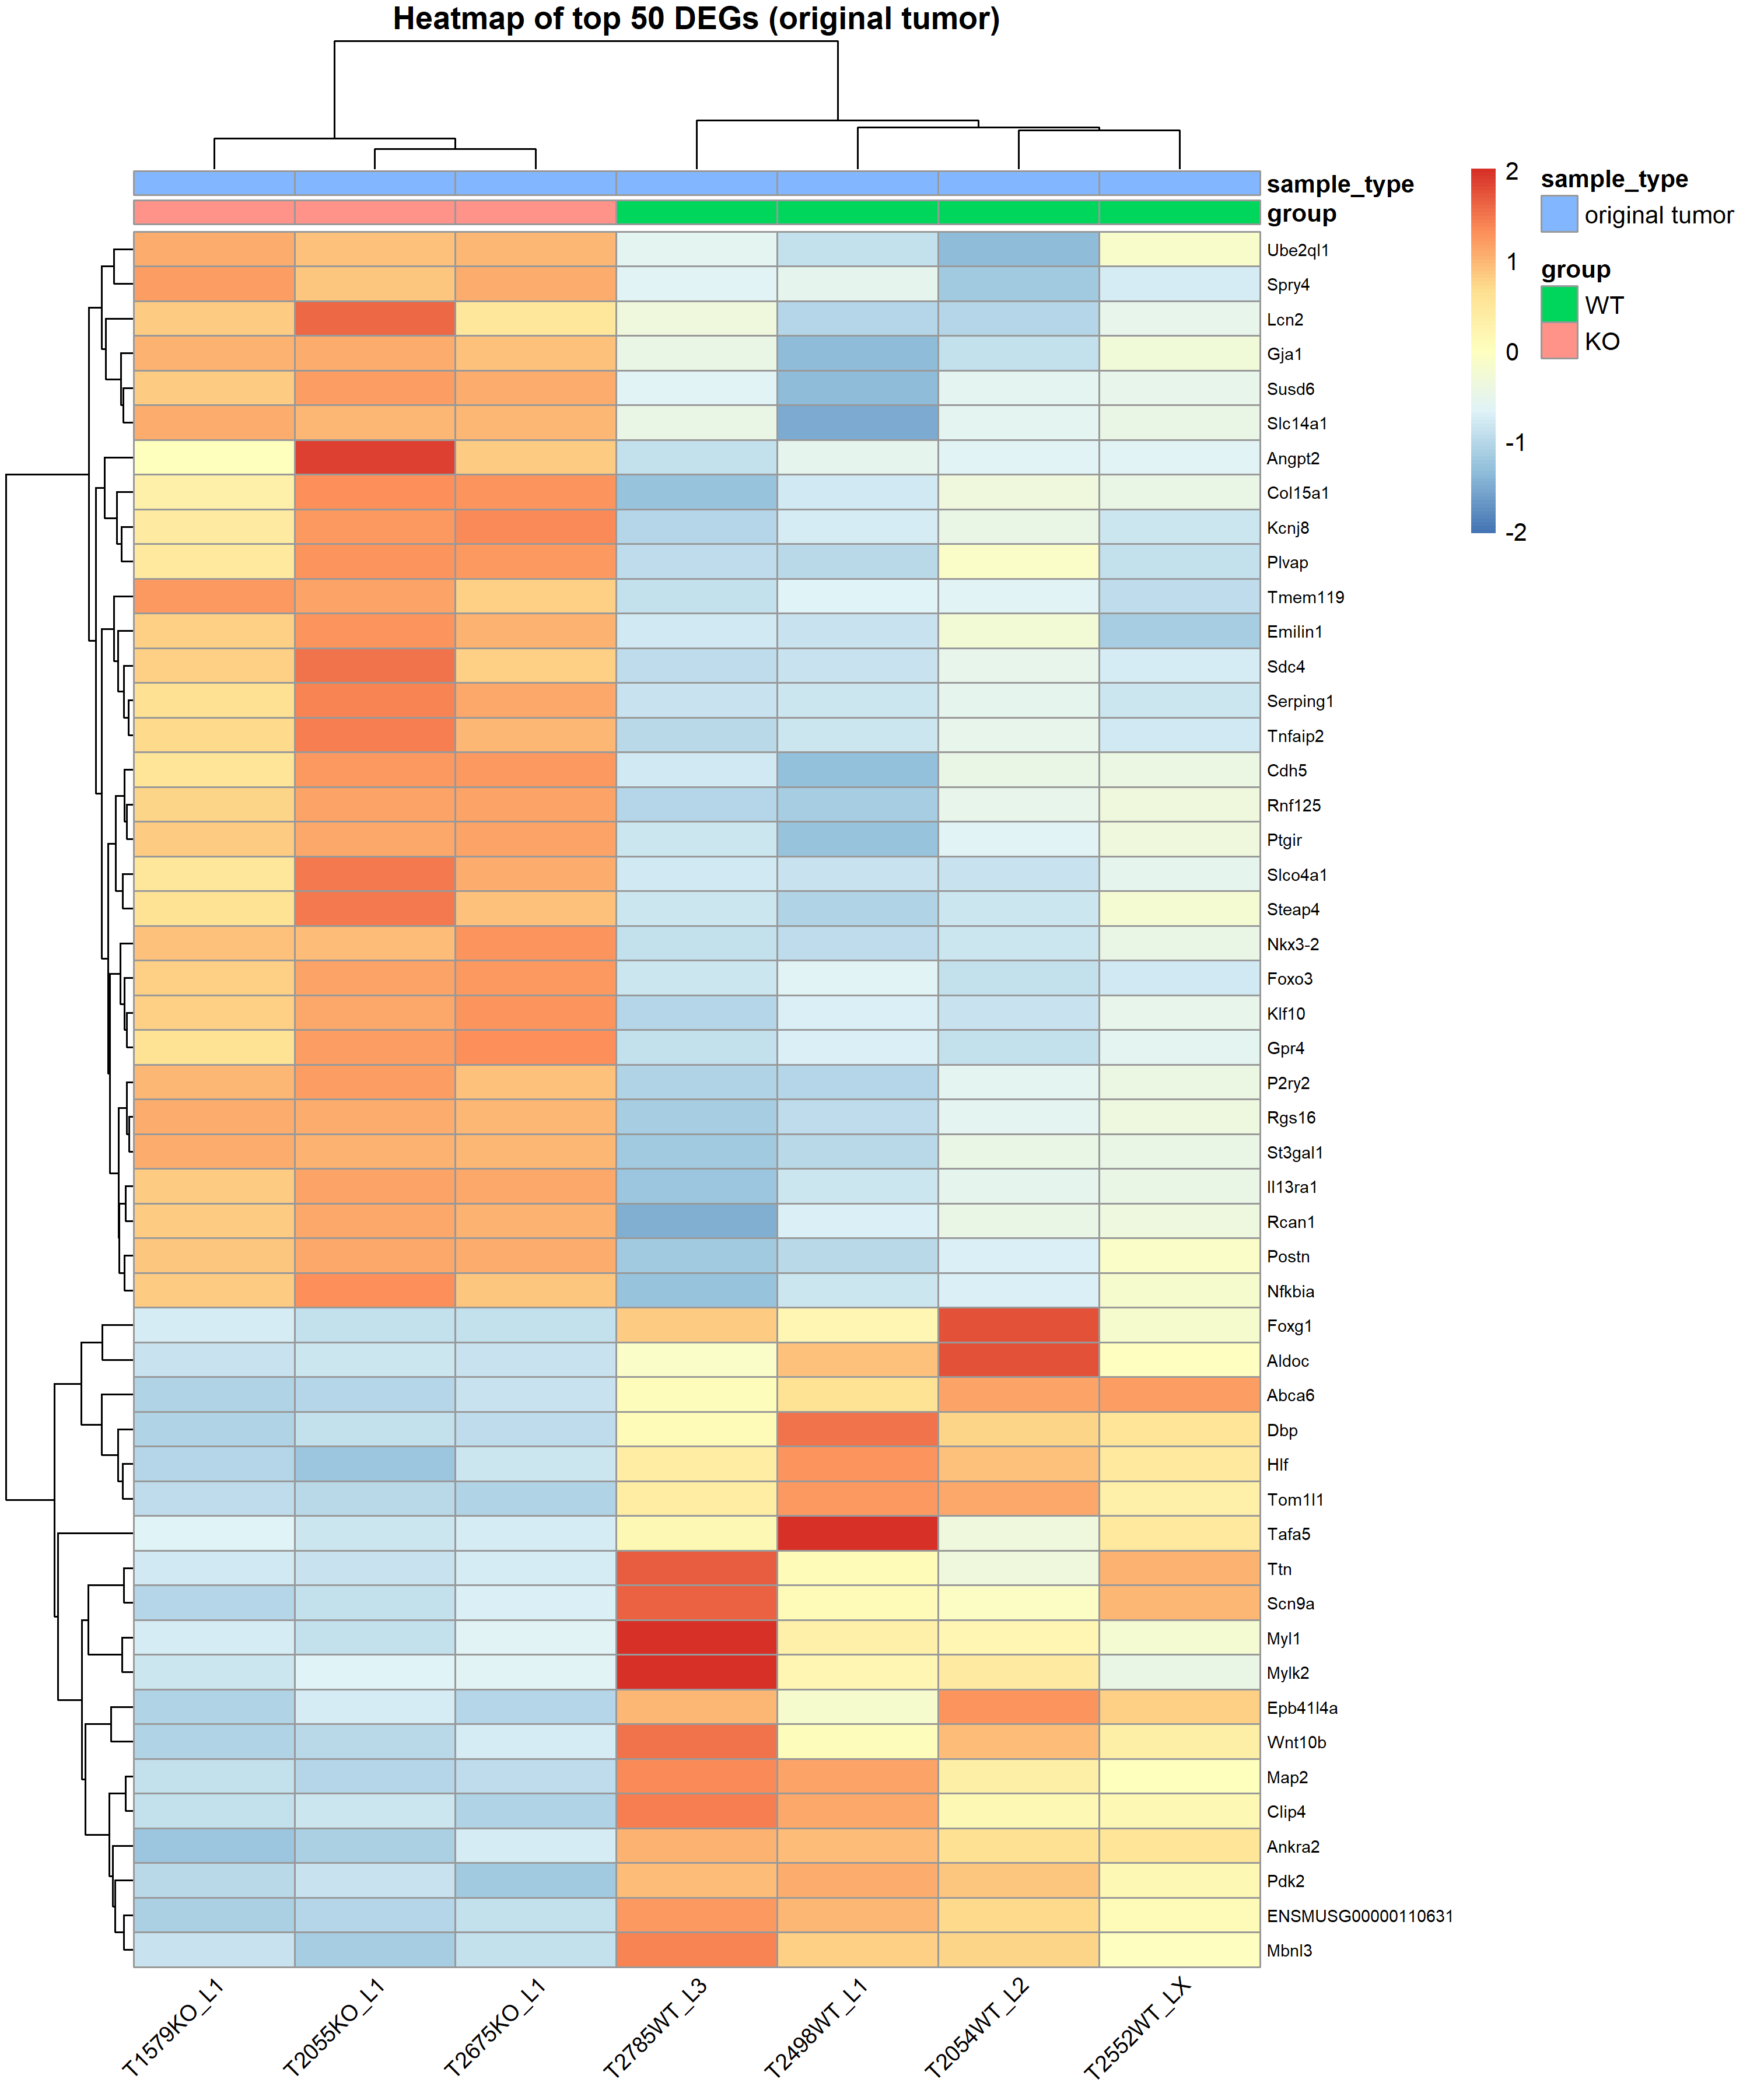 Heatmap of top 50 DEGs (original tumor)
sample_type
group
Ube2ql1
Spry4
Lcn2
Gja1
Susd6
Slc14a1
Angpt2
Col15a1
Kcnj8
Plvap
Tmem119
Emilin1
Sdc4
Serping1
Tnfaip2
Cdh5
Rnf125
Ptgir
Slco4a1
Steap4
Nkx3-2
Foxo3
Klf10
Gpr4
P2ry2
Rgs16
St3gal1
Il13ra1
Rcan1
Postn
Nfkbia
Foxg1
Aldoc
Abca6
Dbp
Hlf
Tom1l1
Tafa5
Ttn
Scn9a
Myl1
Mylk2
Epb41l4a
Wnt10b
Map2
Clip4
Ankra2
Pdk2
ENSMUSG00000110631
Mbnl3
T1579KO_L1
T2055KO_L1
T2675KO_L1
T2785WT_L3
T2498WT_L1
T2054WT_L2
T2552WT_LX
2
1
0
-1
-2
sample_type
original tumor
group
WT
KO